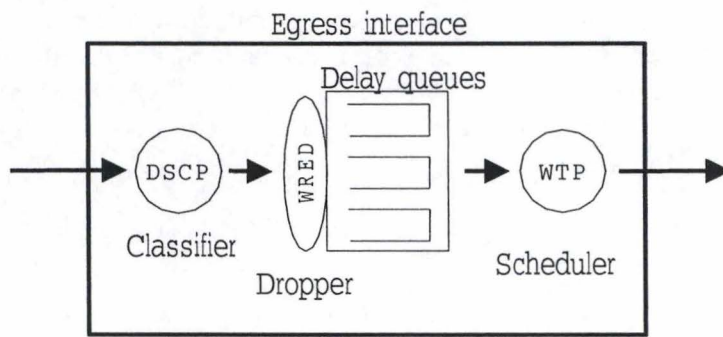 Egress interface
Delay queues
DSCP
WRED
WTP
Classifier
Dropper
Scheduler